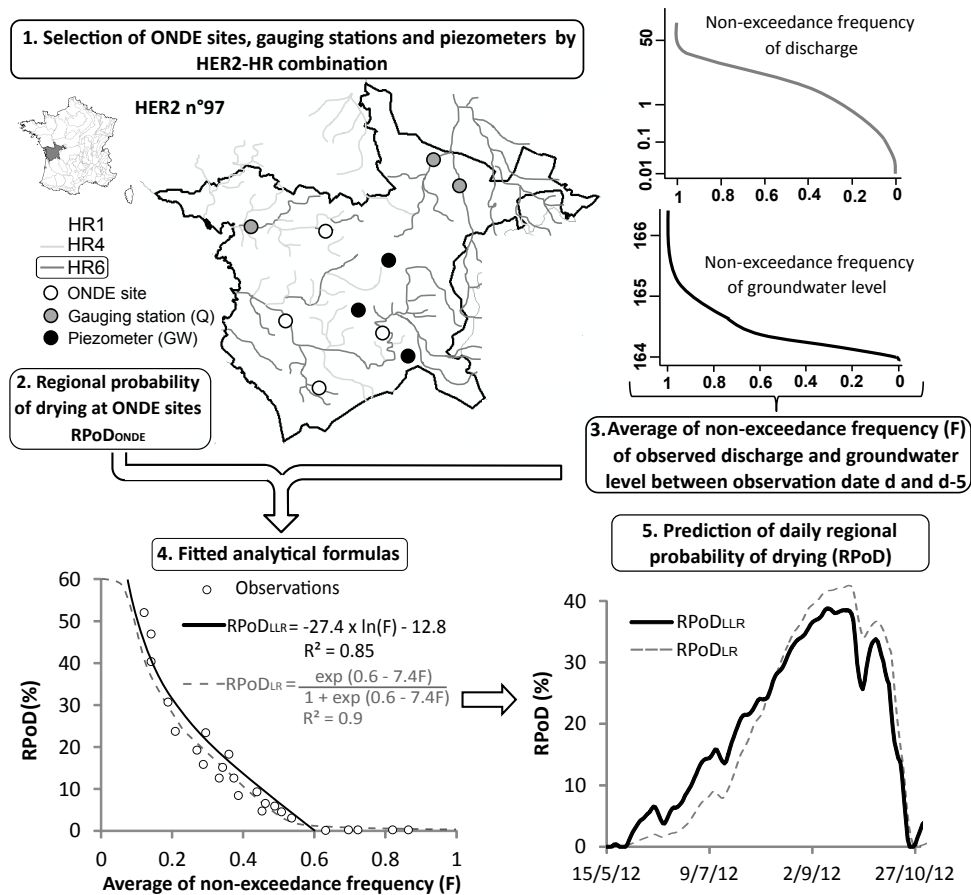 1. Selection of ONDE sites, gauging stations and piezometers by
HER2-HR combination
HER2 n°97
HR1
HR4
HR6
ONDE site
Gauging station (Q)
Piezometer (GW)
Non-exceedance frequency
of discharge
50
1
0.1
0.01
1 0.8 0.6 0.4 0.2 0
Non-exceedance frequency
of groundwater level
166
165
164
1 0.8 0.6 0.4 0.2 0
2. Regional probability
of drying at ONDE sites
RPoDONDE
3. Average of non-exceedance frequency (F)
of observed discharge and groundwater
level between observation date d and d-5
4. Fitted analytical formulas
Observations
RPoDLLR = -27.4 x ln(F) - 12.8
R² = 0.85
RPoDLR = exp (0.6 - 7.4F)
1 + exp (0.6 - 7.4F)
R² = 0.9
RPoD(%)
60
50
40
30
20
10
0
0 0.2 0.4 0.6 0.8 1
Average of non-exceedance frequency (F)
5. Prediction of daily regional
probability of drying (RPoD)
RPoDLLR
RPoDLR
RPoD (%)
40
30
20
10
0
15/5/12 9/7/12 2/9/12 27/10/12